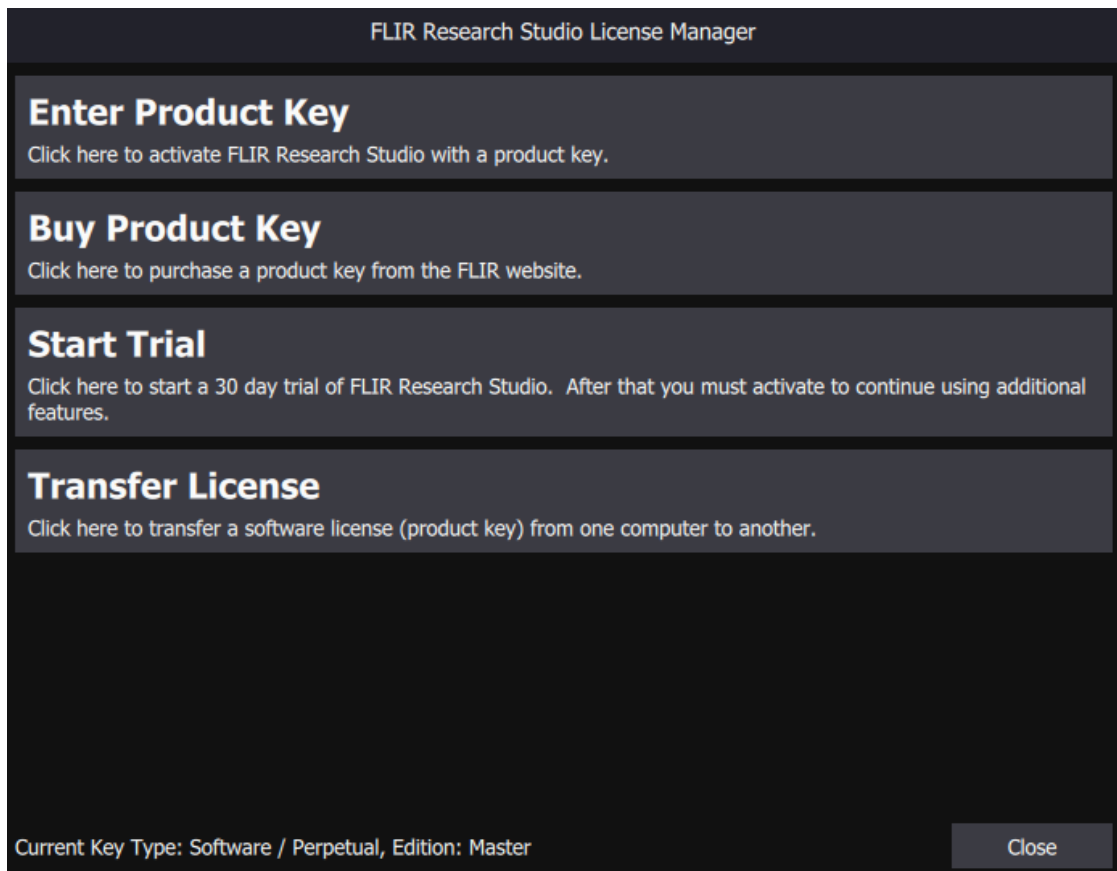 FLIR Research Studio License Manager
Enter Product Key
Click here to activate FLIR Research Studio with a product key.
Buy Product Key
Click here to purchase a product key from the FLIR website.
Start Trial
Click here to start a 30 day trial of FLIR Research Studio.  After that you must activate to continue using additional
features.
Transfer License
Click here to transfer a software license (product key) from one computer to another.
Current Key Type: Software / Perpetual, Edition: Master
Close